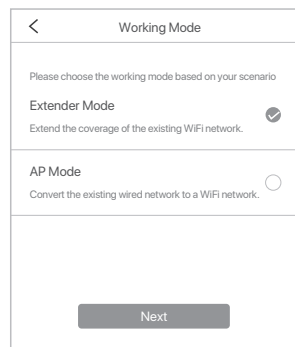 Working Mode
Please choose the working mode based on your scenario
Extender Mode
Extend the coverage of the existing WiFi network.
AP Mode
Convert the existing wired network to a WiFi network.
Next